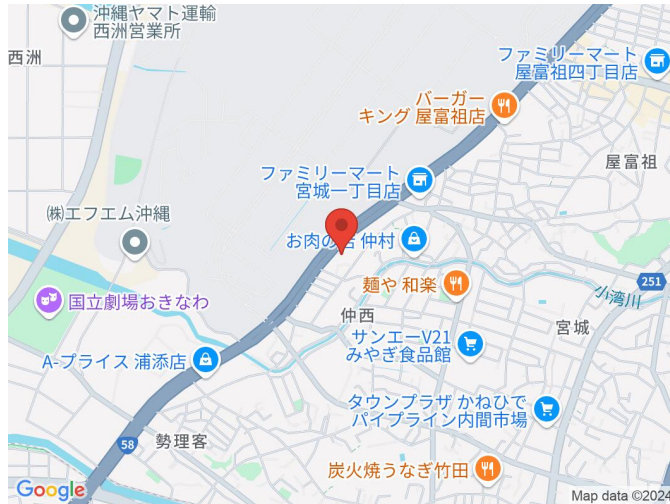 沖縄ヤマト運輸
西洲営業所
西洲
ファミリーマート
屋富祖四丁目店
バーガー
キング 屋富祖店
屋富祖
ファミリーマート
宮城一丁目店
(株)エフエム沖縄
お肉の店 仲村
麺や 和楽
251
小湾川
国立劇場おきなわ
仲西
宮城
サンエーV21
みやぎ食品館
A-プライス 浦添店
タウンプラザ かねひで
パイプライン内間市場
58
勢理客
炭火焼うなぎ竹田
Google
Map data ©2024